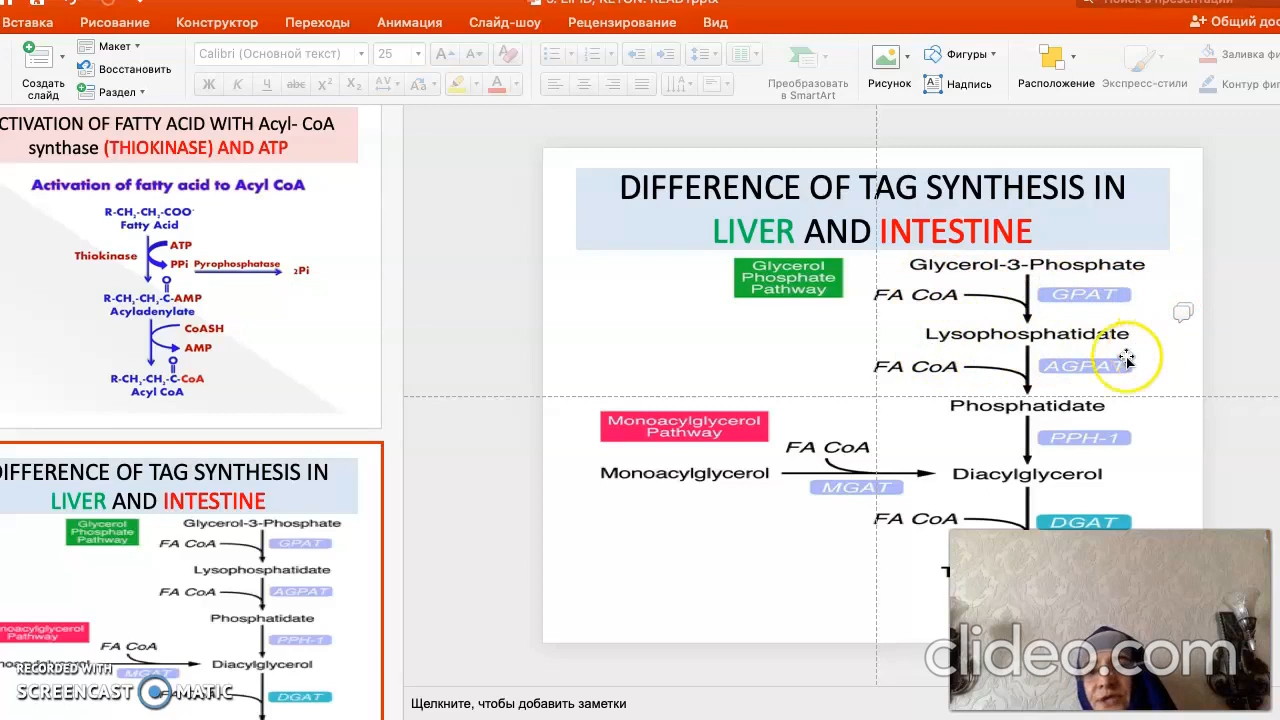 Вставка Рисование Конструктор Переходы Анимация Слайд-шоу Рецензирование Вид
Общий
Макет
Восстановить
Раздел
Создать слайд
Calibri (Основной текст) 25
Ж К Ч abc X² X₂
Преобразовать в SmartArt
Рисунок
Фигуры
Надпись
Расположение
Экспресс-стили
Заливка
Контур
CTIVATION OF FATTY ACID WITH Acyl- CoA
synthase (THIOKINASE) AND ATP
Activation of fatty acid to Acyl CoA
R-CH₂-CH₂-COO⁻
Fatty Acid
Thiokinase
ATP
PPi Pyrophosphatase ₂Pi
O
R-CH₂-CH₂-C-AMP
Acyladenylate
CoASH
AMP
O
R-CH₂-CH₂-C-CoA
Acyl CoA
DIFFERENCE OF TAG SYNTHESIS IN
LIVER AND INTESTINE
Glycerol
Phosphate
Pathway
Glycerol-3-Phosphate
FA CoA GPAT
Lysophosphatidate
FA CoA AGPAT
Phosphatidate
PPH-1
Pathway
FA CoA
Diacylglycerol
MGAT
DGAT
RECORDED WITH
SCREENCAST MATIC
DIFFERENCE OF TAG SYNTHESIS IN
LIVER AND INTESTINE
Glycerol
Phosphate
Pathway
Glycerol-3-Phosphate
FA CoA GPAT
Lysophosphatidate
FA CoA AGPAT
Phosphatidate
Monoacylglycerol
Pathway
PPH-1
FA CoA
Monoacylglycerol Diacylglycerol
MGAT
FA CoA DGAT
T
clideo.com
Щелкните, чтобы добавить заметки